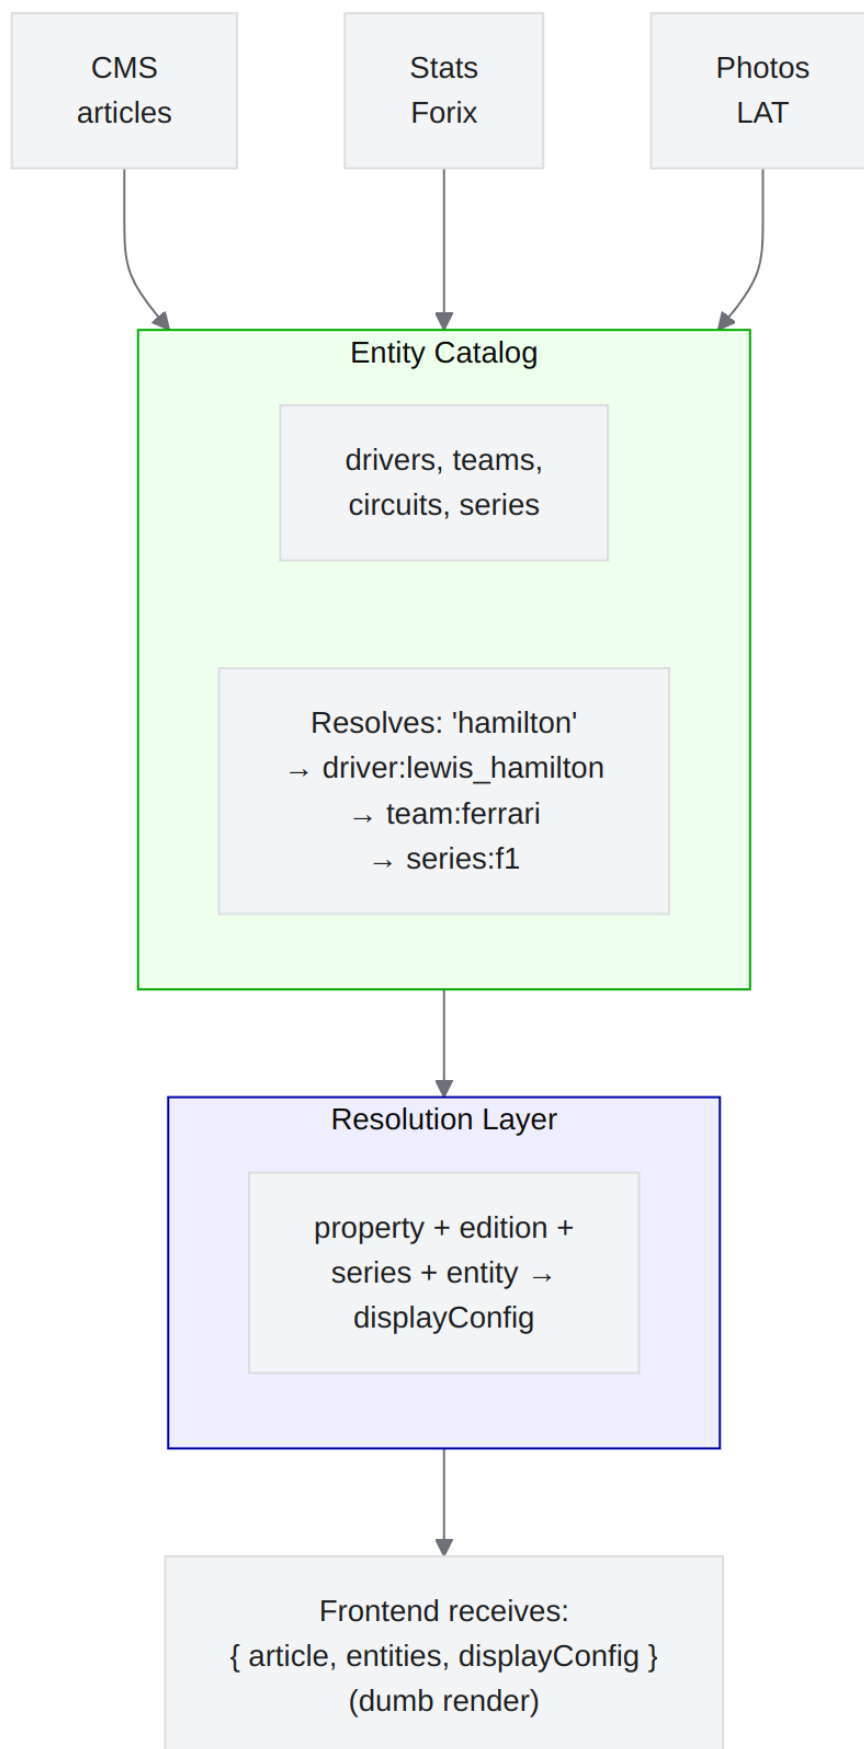 CMS
articles
Stats
Forix
Photos
LAT
Entity Catalog
drivers, teams,
circuits, series
Resolves: 'hamilton'
→ driver:lewis_hamilton
→ team:ferrari
→ series:f1
Resolution Layer
property + edition +
series + entity →
displayConfig
Frontend receives:
{ article, entities, displayConfig }
(dumb render)